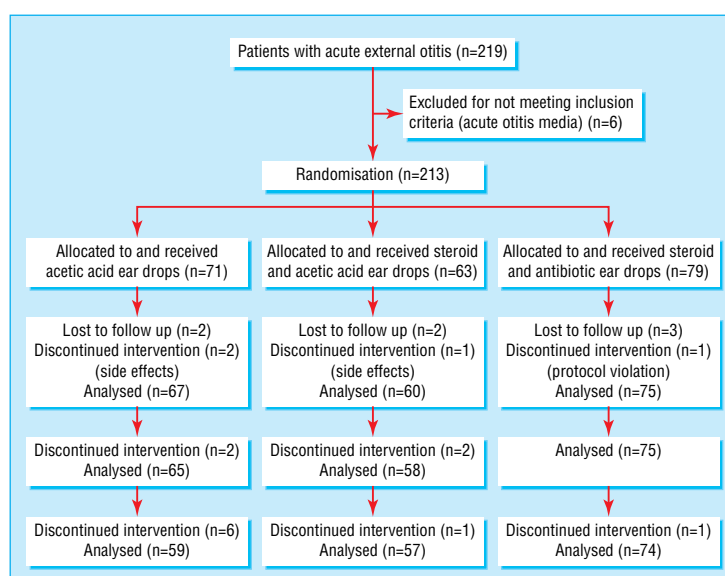 Patients with acute external otitis (n=219)
Excluded for not meeting inclusion
criteria (acute otitis media) (n=6)
Randomisation (n=213)
Allocated to and received
acetic acid ear drops (n=71)
Allocated to and received steroid
and acetic acid ear drops (n=63)
Allocated to and received steroid
and antibiotic ear drops (n=79)
Lost to follow up (n=2)
Discontinued intervention (n=2)
(side effects)
Analysed (n=67)
Lost to follow up (n=2)
Discontinued intervention (n=1)
(side effects)
Analysed (n=60)
Lost to follow up (n=3)
Discontinued intervention (n=1)
(protocol violation)
Analysed (n=75)
Discontinued intervention (n=2)
Analysed (n=65)
Discontinued intervention (n=2)
Analysed (n=58)
Analysed (n=75)
Discontinued intervention (n=6)
Analysed (n=59)
Discontinued intervention (n=1)
Analysed (n=57)
Discontinued intervention (n=1)
Analysed (n=74)